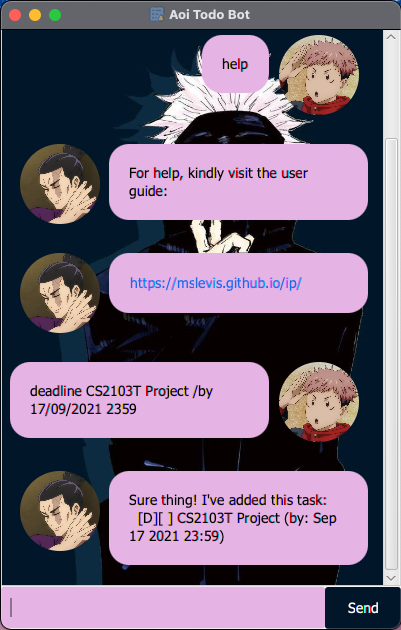 Aoi Todo Bot
help
For help, kindly visit the user
guide:
https://mslevis.github.io/ip/
deadline CS2103T Project /by
17/09/2021 2359
Sure thing! I've added this task:
[D][ ] CS2103T Project (by: Sep
17 2021 23:59)
Send